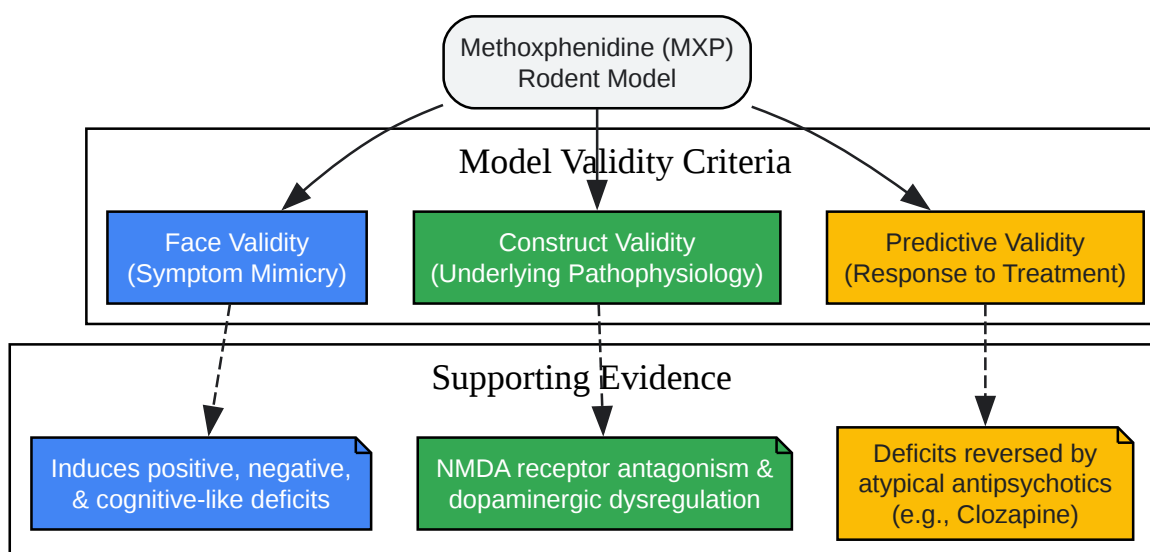 Methoxphenidine (MXP)
Rodent Model
Model Validity Criteria
Face Validity
(Symptom Mimicry)
Construct Validity
(Underlying Pathophysiology)
Predictive Validity
(Response to Treatment)
Supporting Evidence
Induces positive, negative,
& cognitive-like deficits
NMDA receptor antagonism &
dopaminergic dysregulation
Deficits reversed by
atypical antipsychotics
(e.g., Clozapine)